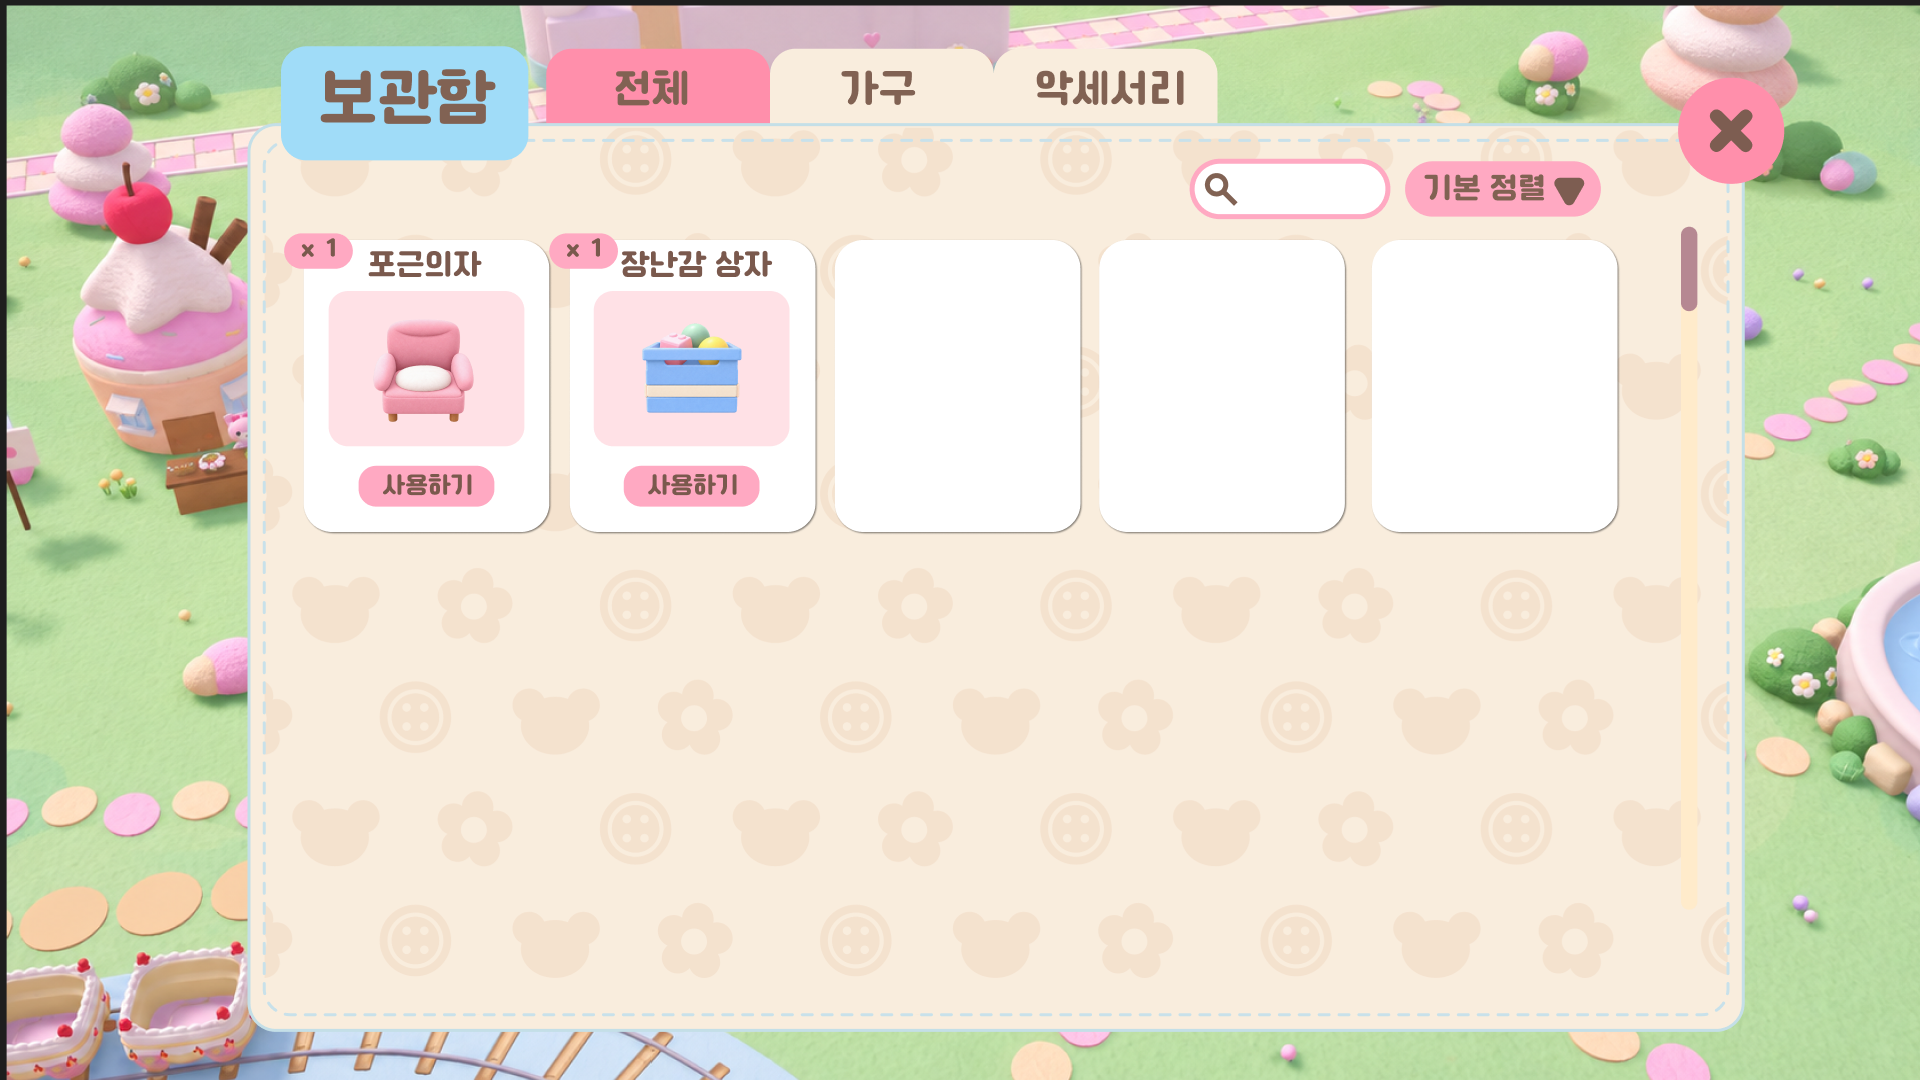 보관함
전체
가구
악세서리
기본 정렬
x 1
포근의자
x 1
장난감 상자
사용하기
사용하기